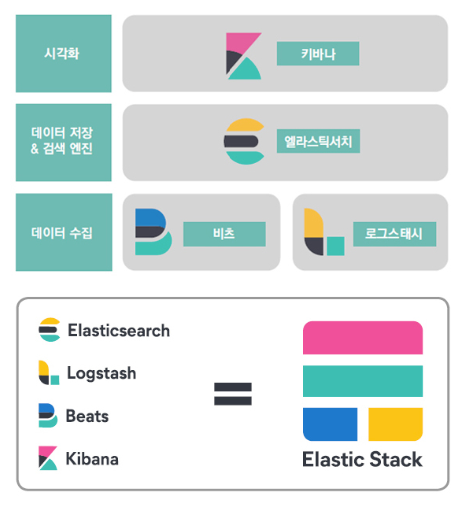 시각화
키바나
데이터 저장
& 검색 엔진
엘라스틱서치
데이터 수집
비츠
로그스태시
Elasticsearch
Logstash
Beats
Kibana
=
Elastic Stack